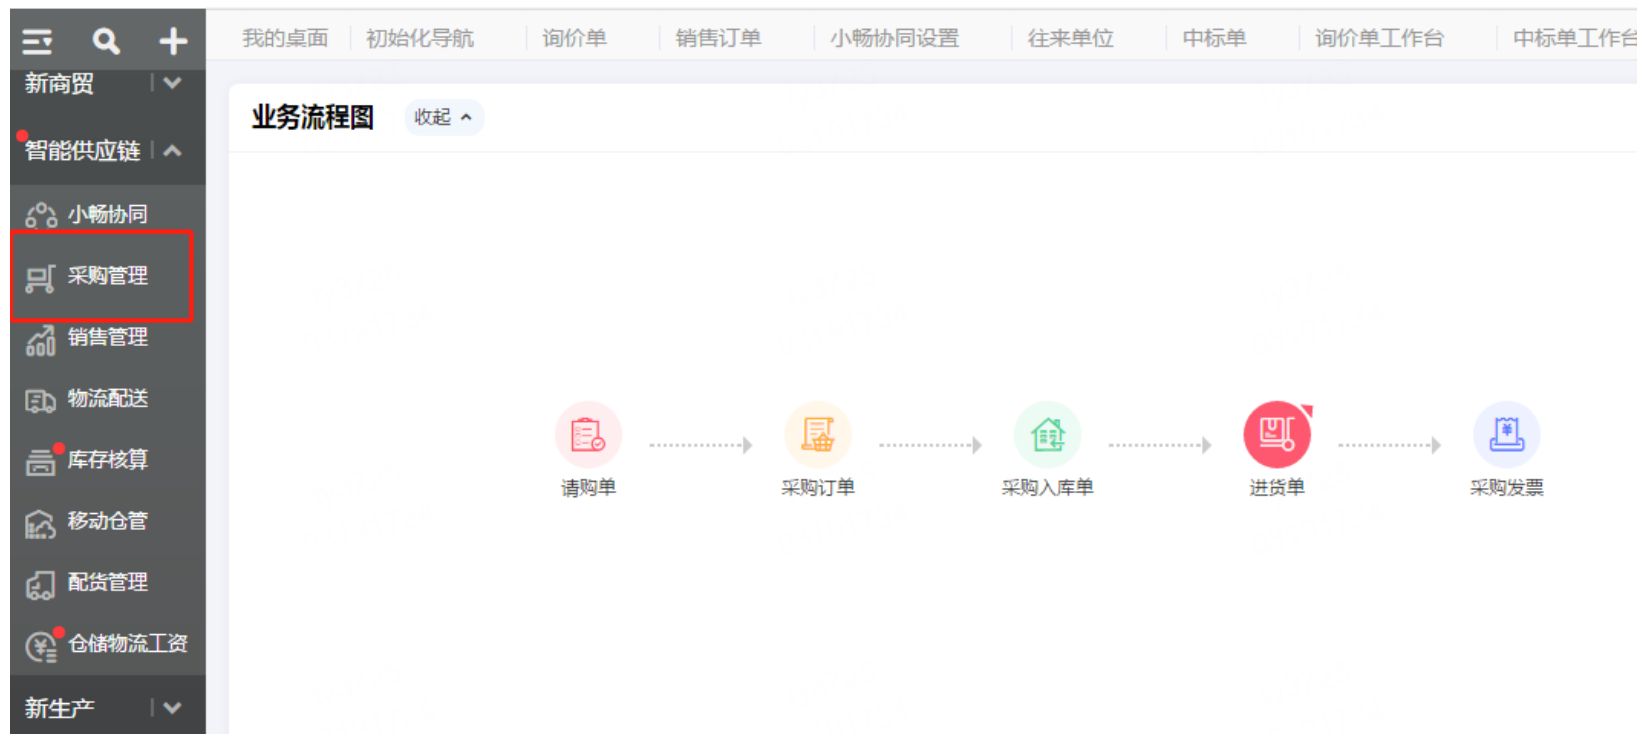 我的桌面 初始化导航 询价单 销售订单 小畅协同设置 往来单位 中标单 询价单工作台 中标单工作台
新商贸
智能供应链
小畅协同
采购管理
销售管理
物流配送
库存核算
移动仓管
配货管理
仓储物流工资
新生产
业务流程图 收起
请购单 采购订单 采购入库单 进货单 采购发票